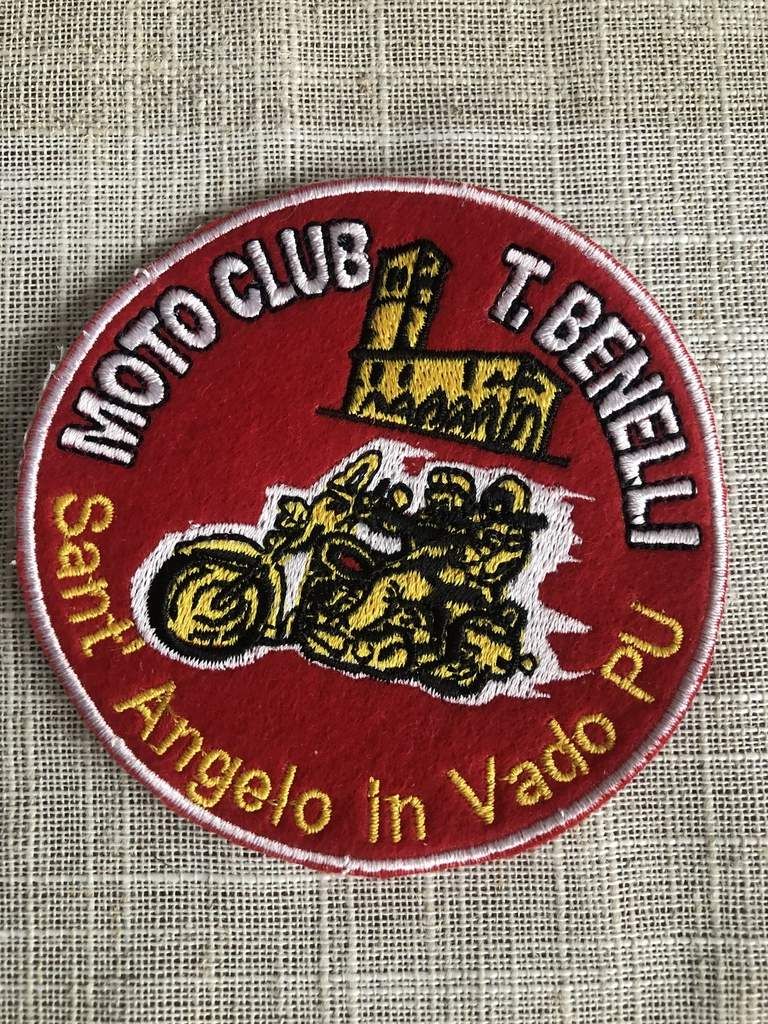 MOTO CLUB T. BENELLI
Sant' Angelo in Vado PU